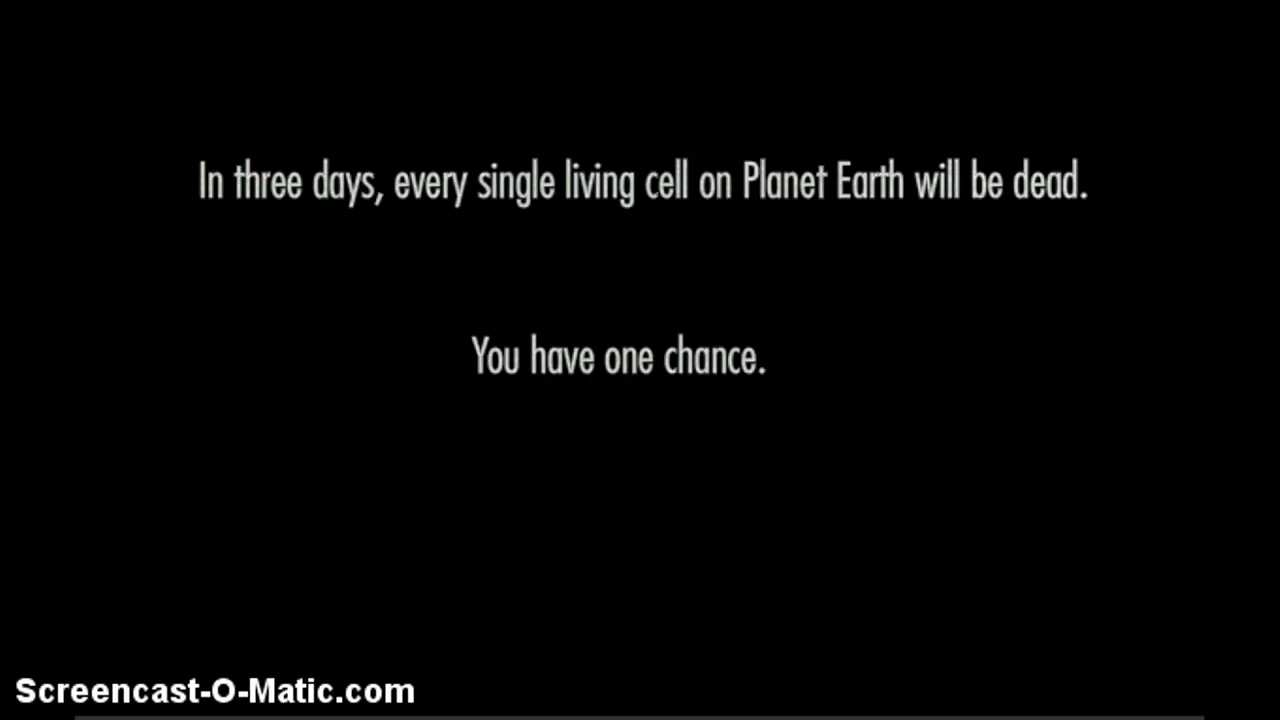 In three days, every single living cell on Planet Earth will be dead.
You have one chance.
Screencast-O-Matic.com